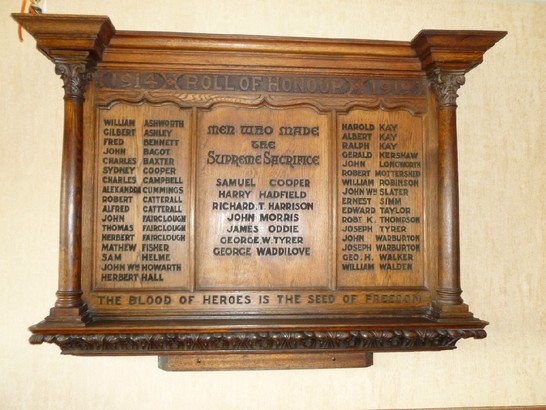 1914 ROLL OF HONOUR 1919
WILLIAM ASHWORTH
GILBERT ASHLEY
FRED BENNETT
JOHN BAGOT
CHARLES BAXTER
SYDNEY COOPER
CHARLES CAMPBELL
ALEXANDRA CUMMINGS
ROBERT CATTERALL
ALFRED CATTERALL
JOHN FAIRCLOUGH
THOMAS FAIRCLOUGH
HERBERT FAIRCLOUGH
MATHEW FISHER
SAM HELME
JOHN WM HOWARTH
HERBERT HALL
MEN WHO MADE
THE
SUPREME SACRIFICE
SAMUEL COOPER
HARRY HADFIELD
RICHARD. T. HARRISON
JOHN MORRIS
JAMES ODDIE
GEORGE W. TYRER
GEORGE WADDILOVE
HAROLD KAY
ALBERT KAY
RALPH KAY
GERALD KERSHAW
JOHN LONGWORTH
ROBERT MOTTERSHEAD
WILLIAM ROBINSON
JOHN WM SLATER
ERNEST SIMM
EDWARD TAYLOR
ROBT K. THOMPSON
JOSEPH TYRER
JOHN WARBURTON
JOSEPH WARBURTON
GEO. H. WALKER
WILLIAM WALDEN
THE BLOOD OF HEROES IS THE SEED OF FREEDOM